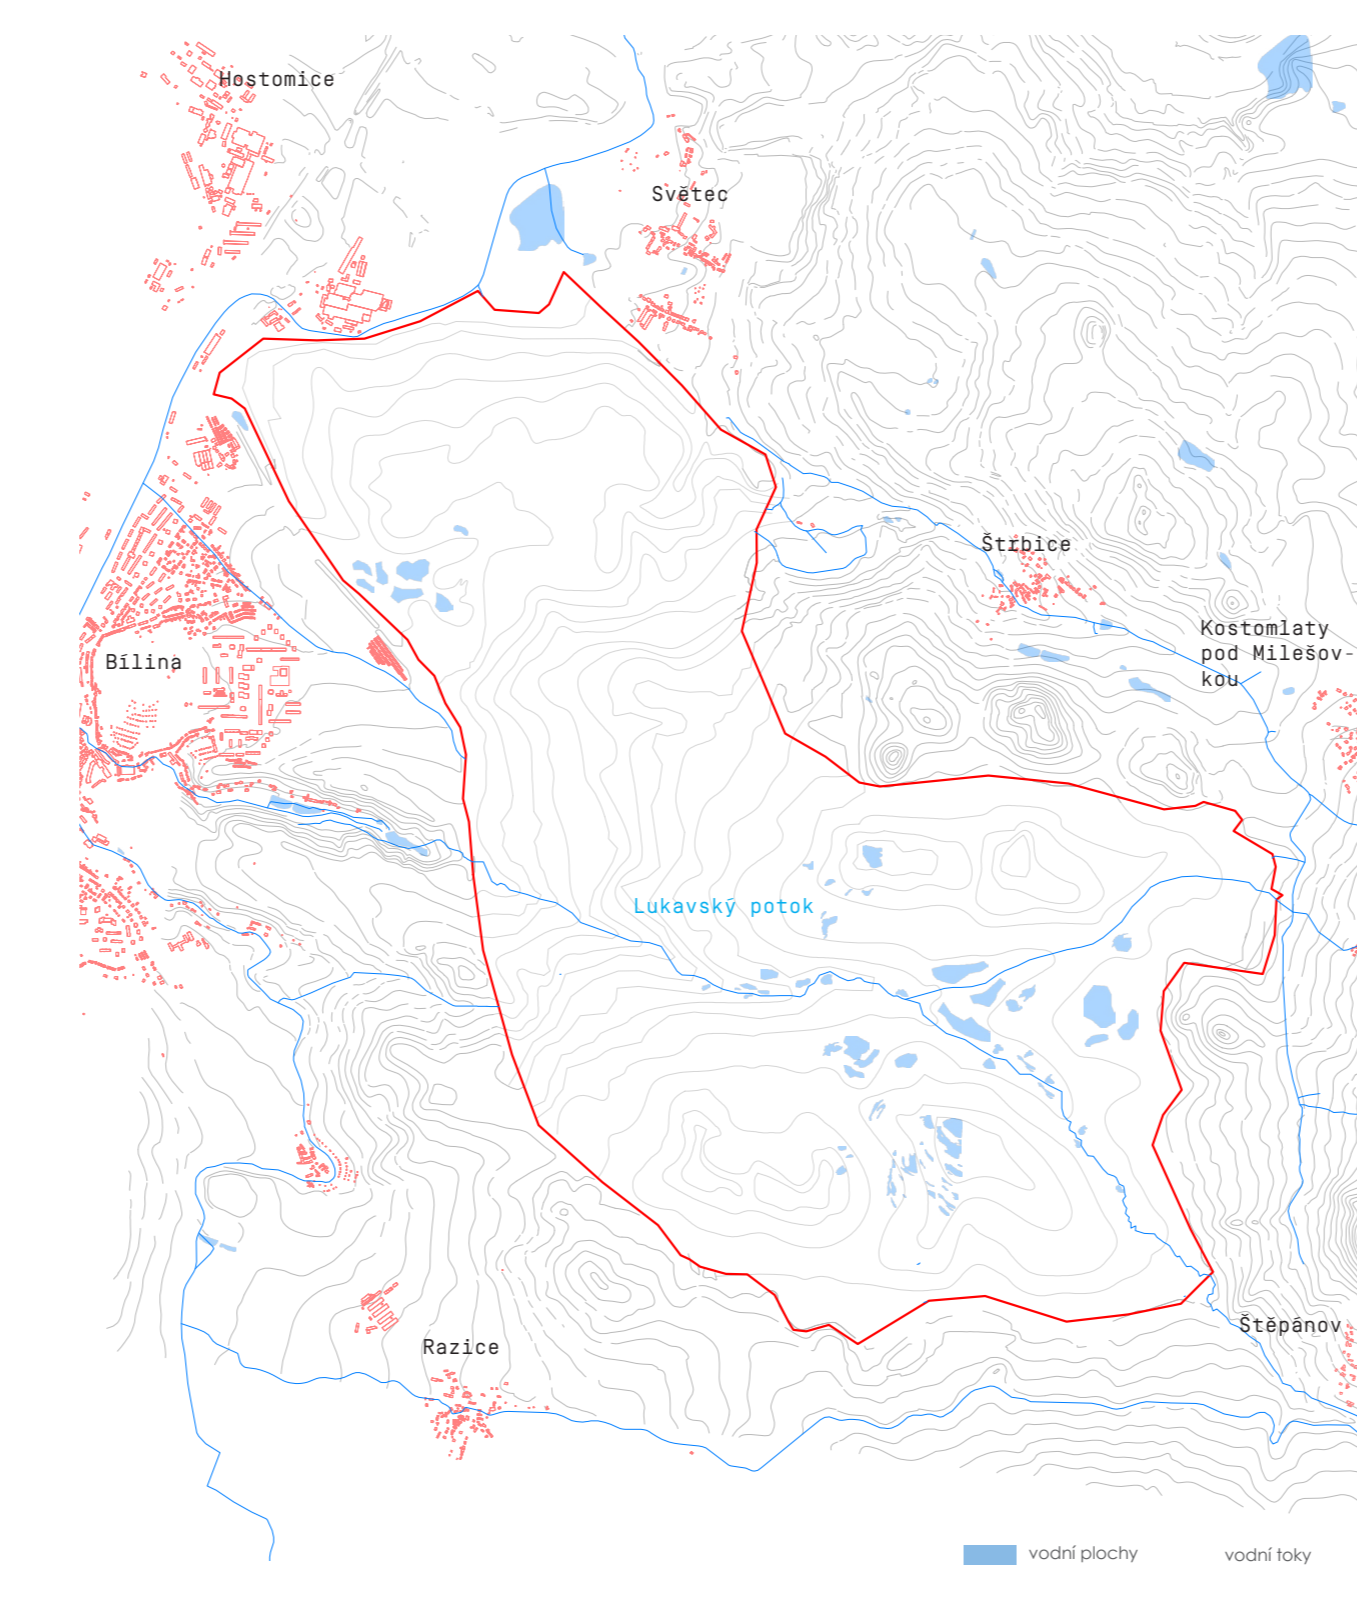 Hostomice
Světec
Štrbice
Kostomlaty
pod Milešov-
kou
Bílina
Lukavský potok
Štěpánov
Razice
vodní plochy
vodní toky